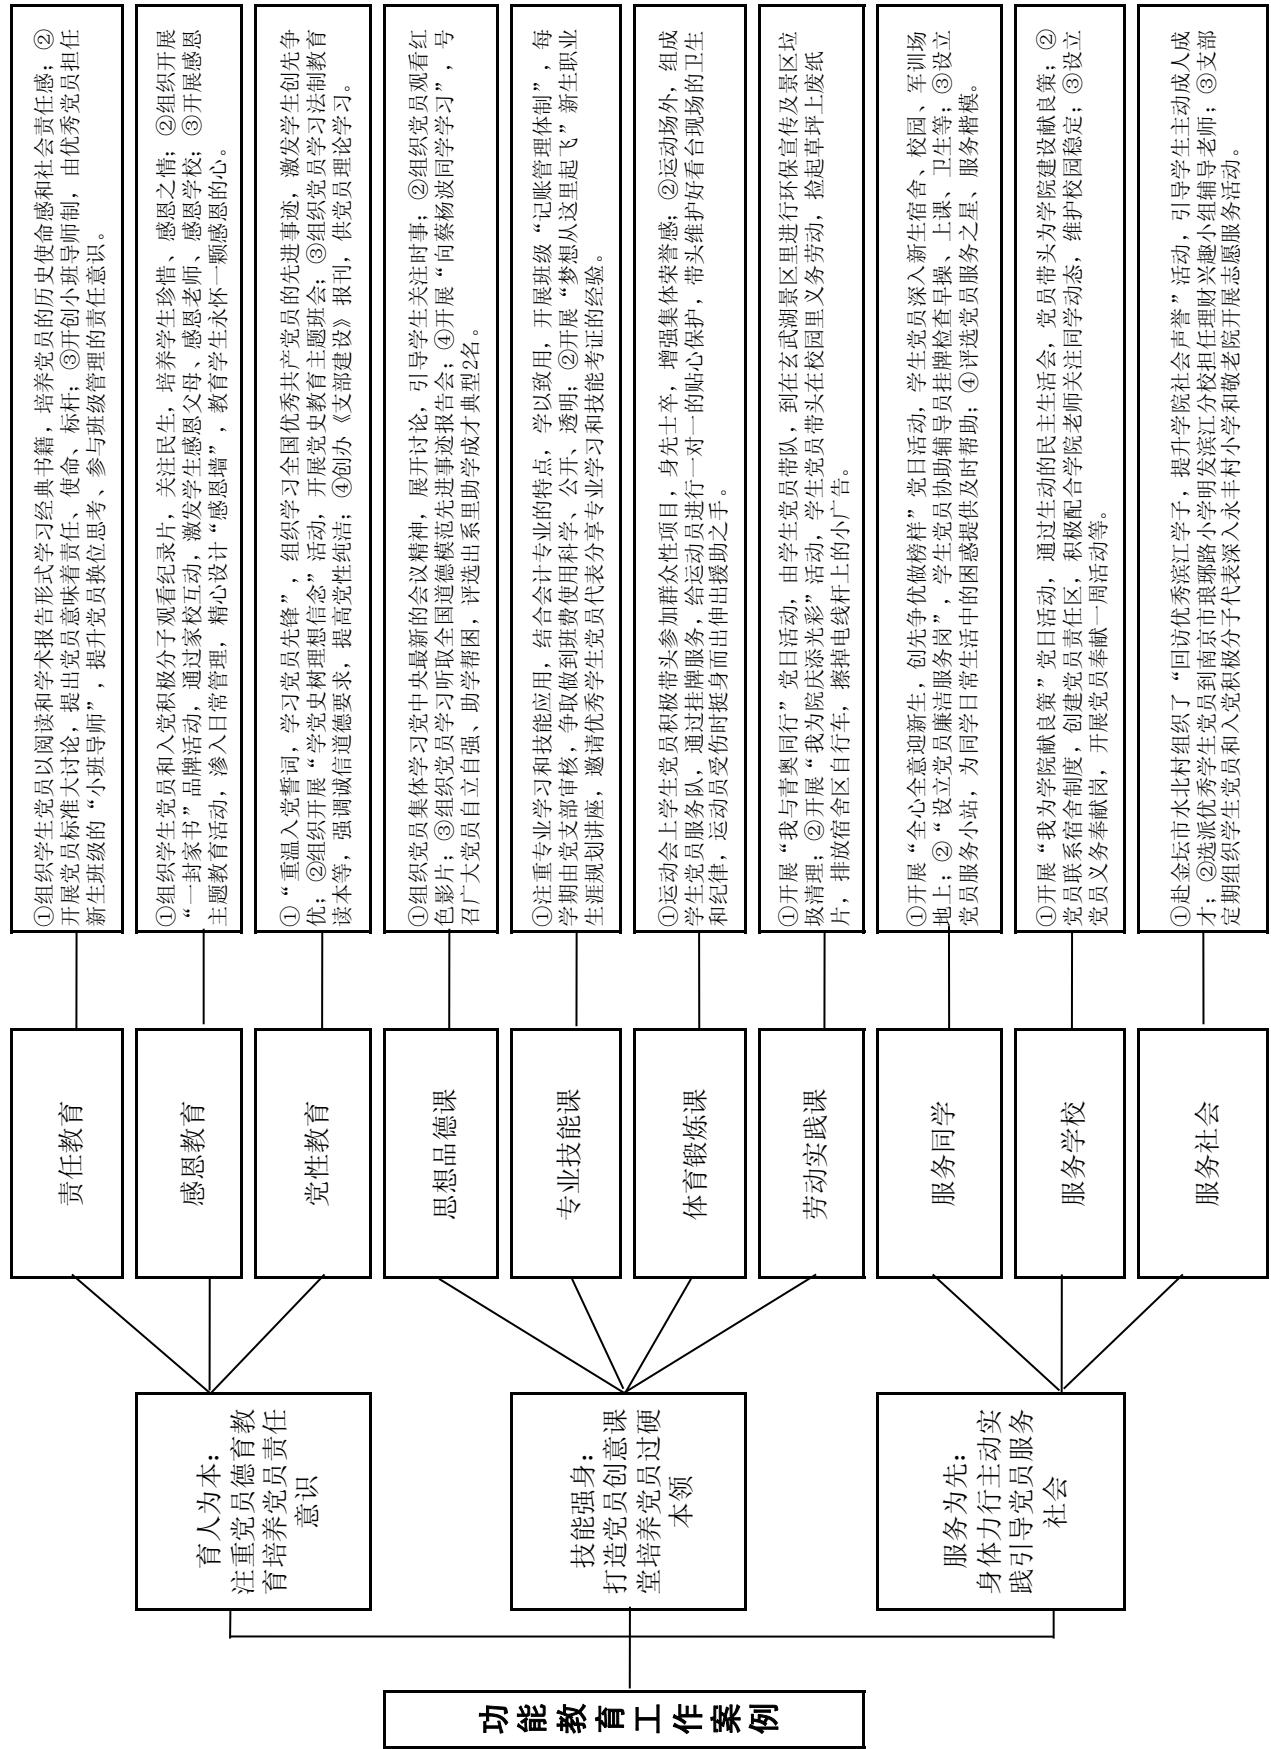 功能教育工作案例
育人为本：
注重党员德育教
育培养党员责任
意识
责任教育
①组织学生党员以阅读和学术报告形式学习经典书籍，培养党员的历史使命感和社会责任感；②
开展党员标准大讨论，提出党员意味着责任、使命、标杆；③开创小班导师制，由优秀党员担任
新生班级的“小班导师”，提升党员换位思考、参与班级管理的责任意识。
感恩教育
①组织学生党员和入党积极分子观看纪录片，关注民生，培养学生珍惜、感恩之情；②组织开展
“一封家书”品牌活动，通过家校互动，激发学生感恩父母、感恩老师、感恩学校；③开展感恩
主题教育活动，渗入日常管理，精心设计“感恩墙”，教育学生永怀一颗感恩的心。
党性教育
①“重温入党誓词，学习党员先锋”，组织学习全国优秀共产党员的先进事迹，激发学生创先争
优；②组织开展“学党史树理想信念”活动，开展党史教育主题班会；③组织党员学习法制教育
读本等，强调诚信道德要求，提高党性纯洁；④创办《支部建设》报刊，供党员理论学习。
技能强身：
打造党员创意课
堂培养党员过硬
本领
思想品德课
①组织党员集体学习党中央最新的会议精神，展开讨论，引导学生关注时事；②组织党员观看红
色影片；③组织党员学习听取全国道德模范先进事迹报告会；④开展“向蔡杨波同学学习”，号
召广大党员自立自强、助学帮困，评选出系里助学成才典型2名。
专业技能课
①注重专业学习和技能应用，结合会计专业的特点，学以致用，开展班级“记账管理体制”，每
学期由党支部审核，争取做到班费使用科学、公开、透明；②开展“梦想从这里起飞”新生职业
生涯规划讲座，邀请优秀学生党员代表分享专业学习和技能考证的经验。
体育锻炼课
①运动会上学生党员积极带头参加群众性项目，身先士卒，增强集体荣誉感；②运动场外，组成
学生党员服务队，通过挂牌服务，给运动员进行一对一的贴心保护，带头维护好看台现场的卫生
和纪律，运动员受伤时挺身而出伸出援助之手。
劳动实践课
①开展“我与青奥同行”党日活动，由学生党员带队，到在玄武湖景区里进行环保宣传及景区垃
圾清理；②开展“我为院庆添光彩”活动，学生党员带头在校园里义务劳动，捡起草坪上废纸
片，排放宿舍区自行车，擦掉电线杆上的小广告。
服务为先：
身体力行主动实
践引导党员服务
社会
服务同学
①开展“全心全意迎新生，创先争优做榜样”党日活动，学生党员深入新生宿舍、校园、军训场
地上；②“设立党员廉洁服务岗”，学生党员协助辅导员挂牌检查早操、上课、卫生等；③设立
党员服务小站，为同学日常生活中的困惑提供及时帮助；④评选党员服务之星、服务楷模。
服务学校
①开展“我为学院献良策”党日活动，通过生动的民主生活会，党员带头为学院建设献良策；②
党员联系宿舍制度，创建党员责任区，积极配合学院老师关注同学动态，维护校园稳定；③设立
党员义务奉献岗，开展党员奉献一周活动等。
服务社会
①赴金坛市水北村组织了“回访优秀滨江学子，提升学院社会声誉”活动，引导学生主动成人成
才；②选派优秀学生党员到南京市琅琊路小学明发滨江分校担任理财兴趣小组辅导老师；③支部
定期组织学生党员和入党积极分子代表深入永丰村小学和敬老院开展志愿服务活动。